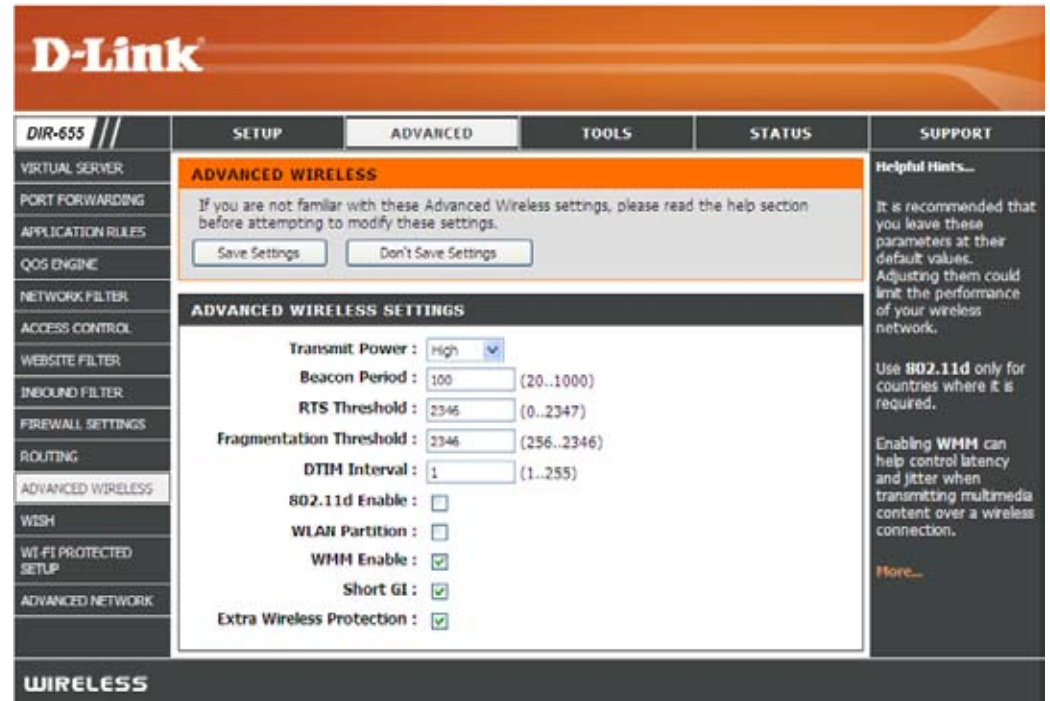 D-Link
DIR-655
SETUP
ADVANCED
TOOLS
STATUS
SUPPORT
VIRTUAL SERVER
PORT FORWARDING
APPLICATION RULES
QOS ENGINE
NETWORK FILTER
ACCESS CONTROL
WEBSITE FILTER
INBOUND FILTER
FIREWALL SETTINGS
ROUTING
ADVANCED WIRELESS
WISH
WI-FI PROTECTED
SETUP
ADVANCED NETWORK
ADVANCED WIRELESS
If you are not familar with these Advanced Wireless settings, please read the help section
before attempting to modify these settings.
Save Settings
Don't Save Settings
ADVANCED WIRELESS SETTINGS
Transmit Power : High
Beacon Period : 100 (20..1000)
RTS Threshold : 2346 (0..2347)
Fragmentation Threshold : 2346 (256..2346)
DTIM Interval : 1 (1..255)
802.11d Enable :
WLAN Partition :
WMM Enable :
Short GI :
Extra Wireless Protection :
Helpful Hints...
It is recommended that
you leave these
parameters at their
default values.
Adjusting them could
limit the performance
of your wireless
network.
Use 802.11d only for
countries where it is
required.
Enabling WMM can
help control latency
and jitter when
transmitting multimedia
content over a wireless
connection.
More...
WIRELESS